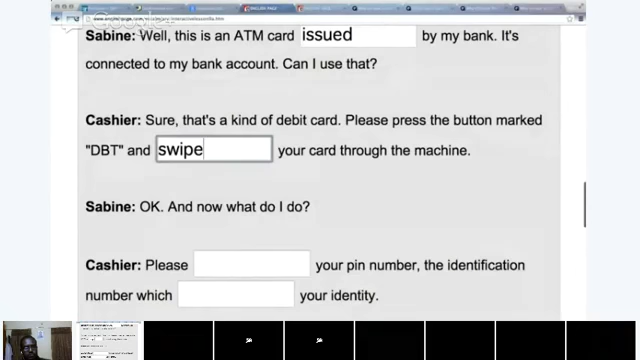 Sabine: Well, this is an ATM card issued by my bank. It's
connected to my bank account. Can I use that?
Cashier: Sure, that's a kind of debit card. Please press the button marked
"DBT" and swipe your card through the machine.
Sabine: OK. And now what do I do?
Cashier: Please your pin number, the identification
number which your identity.